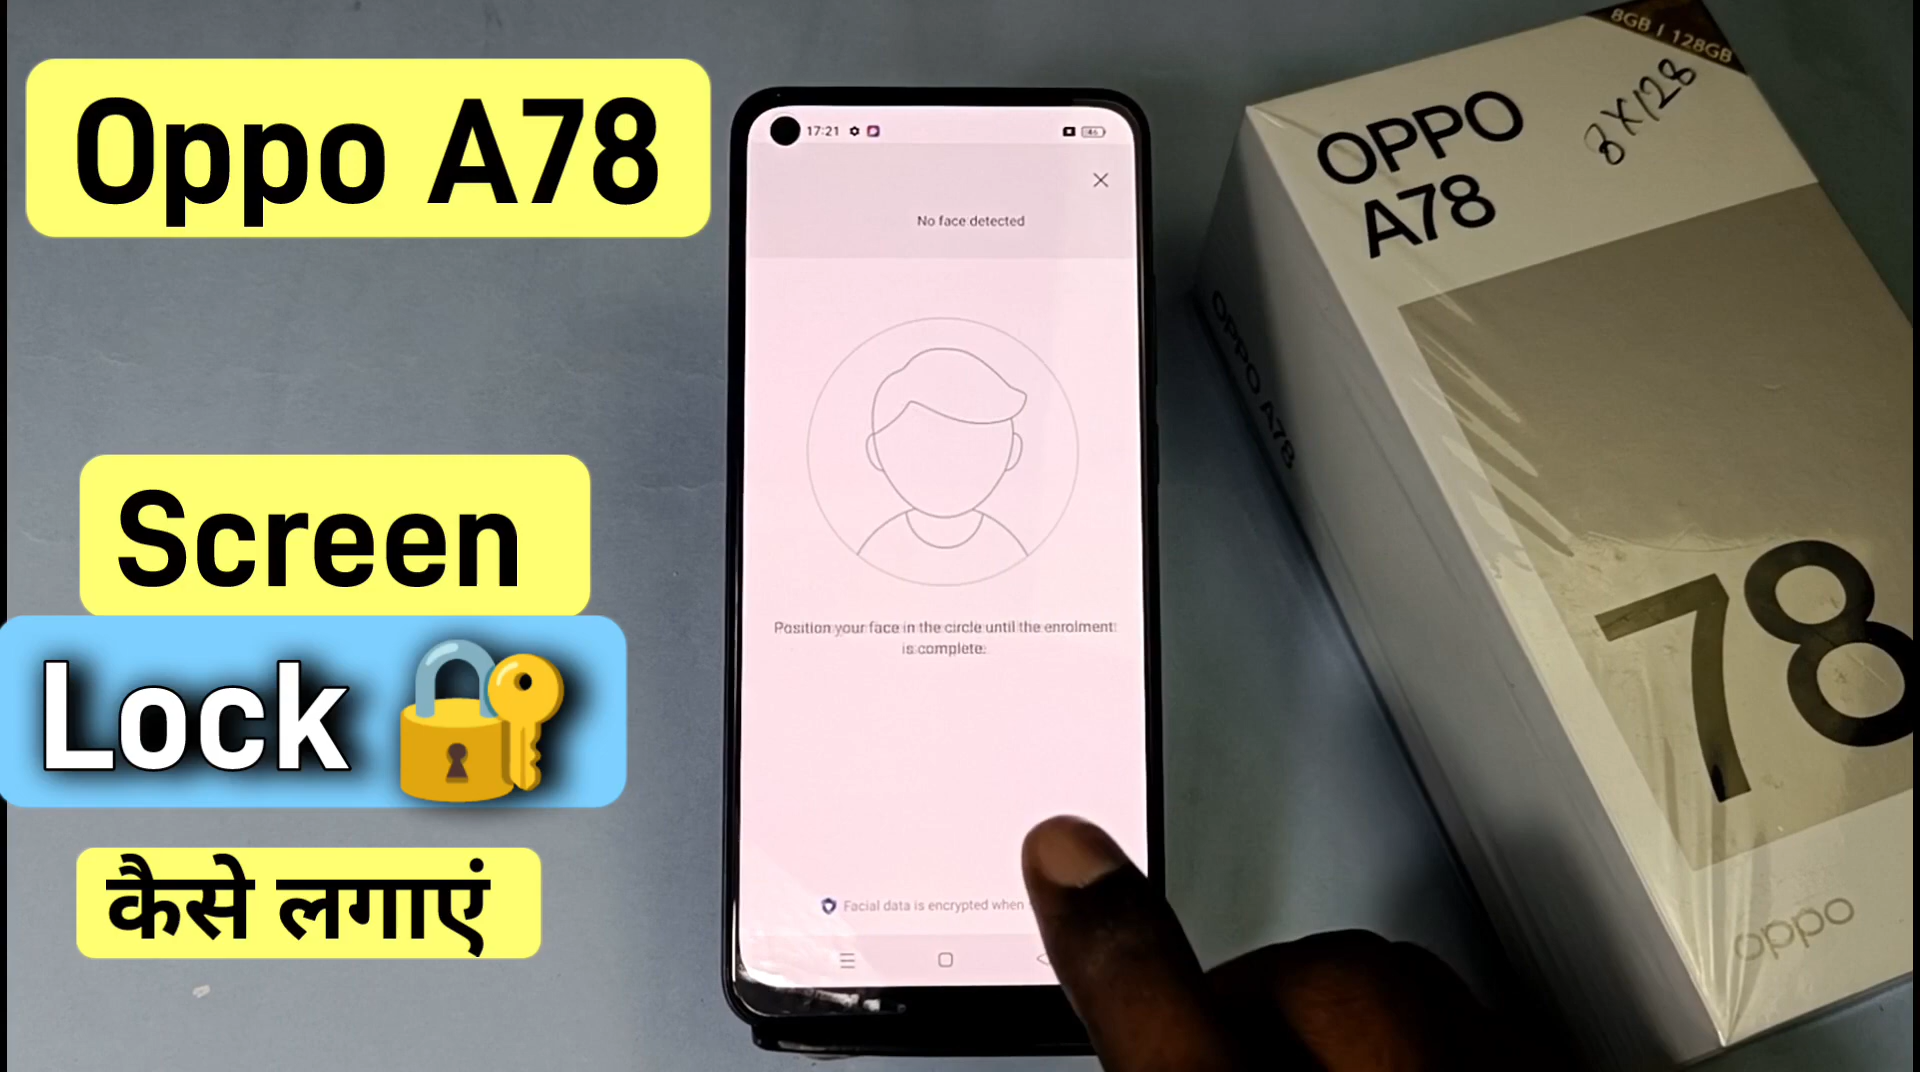 Oppo A78
Screen
Lock
कैसे लगाएं
17:21
46
No face detected
Position your face in the circle until the enrolment
is complete.
Facial data is encrypted when
8GB | 128GB
8X128
OPPO
A78
OPPO A78
78
oppo